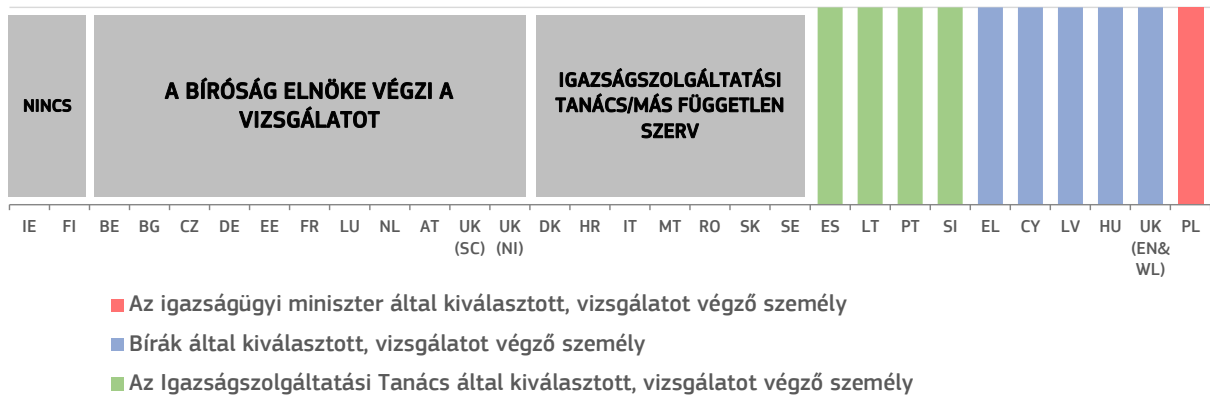 NINCS
A BÍRÓSÁG ELNÖKE VÉGZI A
VIZSGÁLATOT
IGAZSÁGSZOLGÁLTATÁSI
TANÁCS/MÁS FÜGGETLEN
SZERV
IE FI BE BG CZ DE EE FR LU NL AT UK (SC) UK (NI) DK HR IT MT RO SK SE ES LT PT SI EL CY LV HU UK (EN& WL) PL
Az igazságügyi miniszter által kiválasztott, vizsgálatot végző személy
Bírák által kiválasztott, vizsgálatot végző személy
Az Igazságszolgáltatási Tanács által kiválasztott, vizsgálatot végző személy